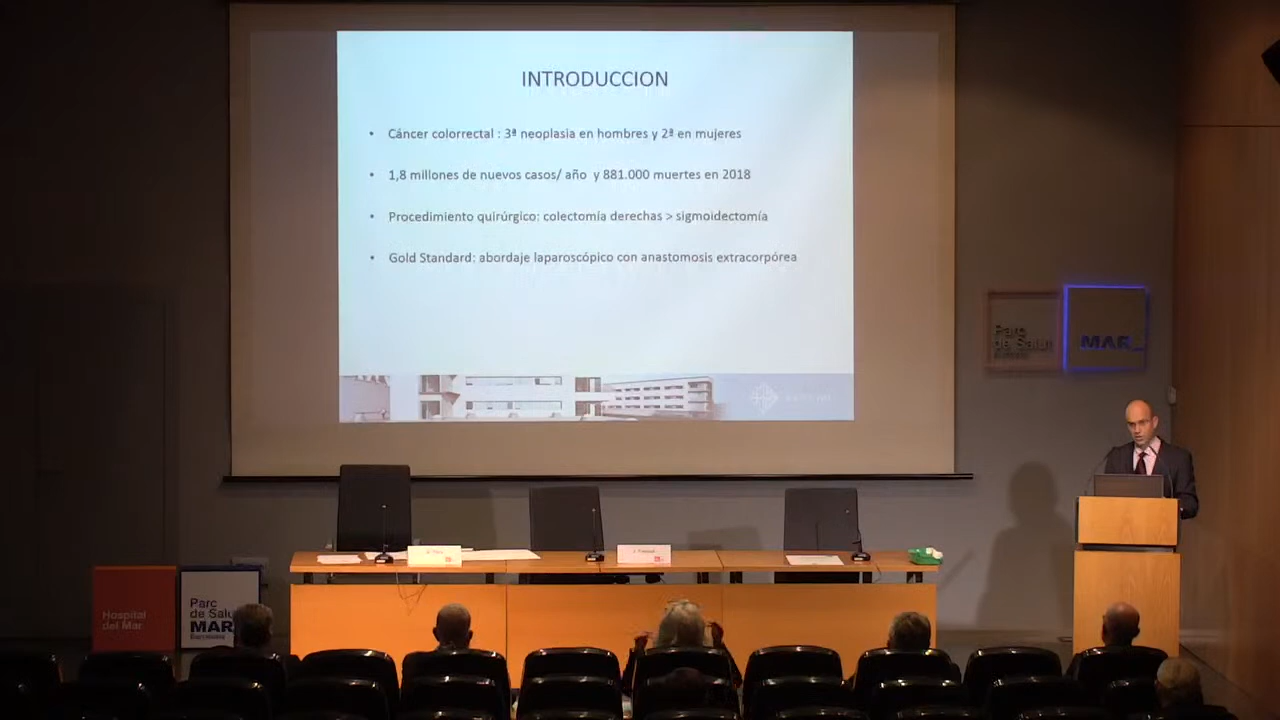 INTRODUCCION
• Cáncer colorrectal : 3ª neoplasia en hombres y 2ª en mujeres
• 1,8 millones de nuevos casos/ año y 881.000 muertes en 2018
• Procedimiento quirúrgico: colectomía derechas > sigmoidectomía
• Gold Standard: abordaje laparoscópico con anastomosis extracorpórea
Parc
de Salut
MAR
Hospital
del Mar
Parc
de Salut
MAR
Barcelona